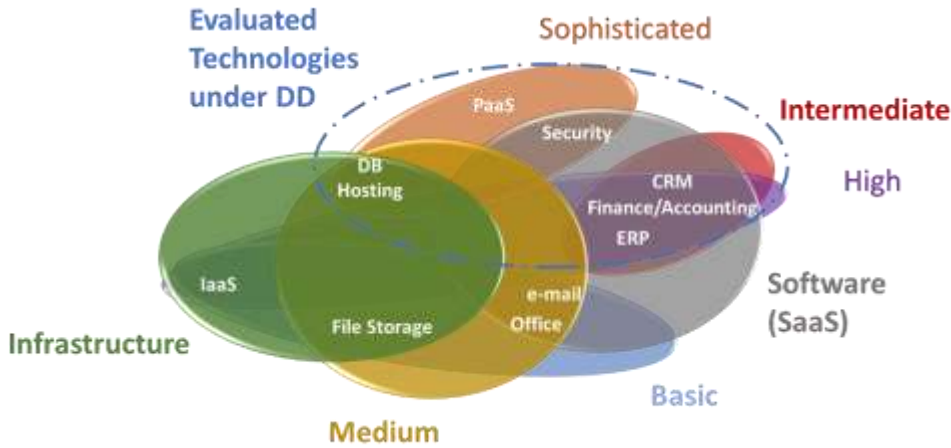 Evaluated
Technologies
under DD
Sophisticated
PaaS
Security
Intermediate
High
DB
Hosting
CRM
Finance/Accounting
ERP
IaaS
e-mail
Office
File Storage
Software
(SaaS)
Infrastructure
Basic
Medium